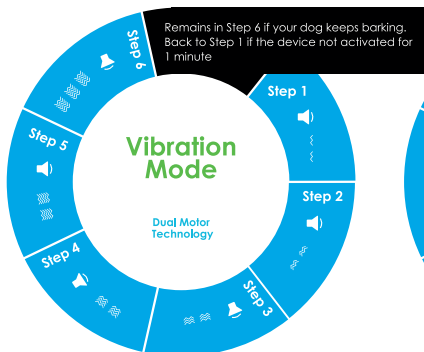 Remains in Step 6 if your dog keeps barking.
Back to Step 1 if the device not activated for
1 minute
Step 1
Step 2
Step 3
Step 4
Step 5
Step 6
Vibration
Mode
Dual Motor
Technology